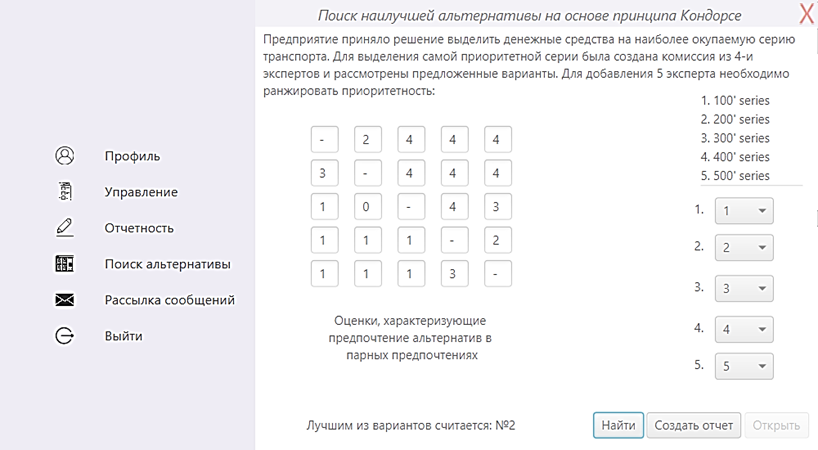 Поиск наилучшей альтернативы на основе принципа Кондорсе
X
Предприятие приняло решение выделить денежные средства на наиболее окупаемую серию
транспорта. Для выделения самой приоритетной серии была создана комиссия из 4-и
экспертов и рассмотрены предложенные варианты. Для добавления 5 эксперта необходимо
ранжировать приоритетность:
1. 100' series
2. 200' series
3. 300' series
4. 400' series
5. 500' series
- 2 4 4 4
3 - 4 4 4
1 0 - 4 3
1 1 1 - 2
1 1 1 3 -
1. 1
2. 2
3. 3
4. 4
5. 5
Профиль
Управление
Отчетность
Поиск альтернативы
Рассылка сообщений
Выйти
Оценки, характеризующие
предпочтение альтернатив в
парных предпочтениях
Лучшим из вариантов считается: №2
Найти
Создать отчет
Открыть